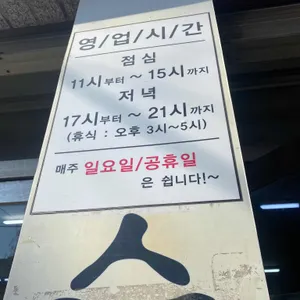 영/업/시/간
점심
11시부터 ~ 15시까지
저녁
17시부터 ~ 21시까지
(휴식 : 오후 3시~5시)
매주 일요일/공휴일
은 쉽니다!~